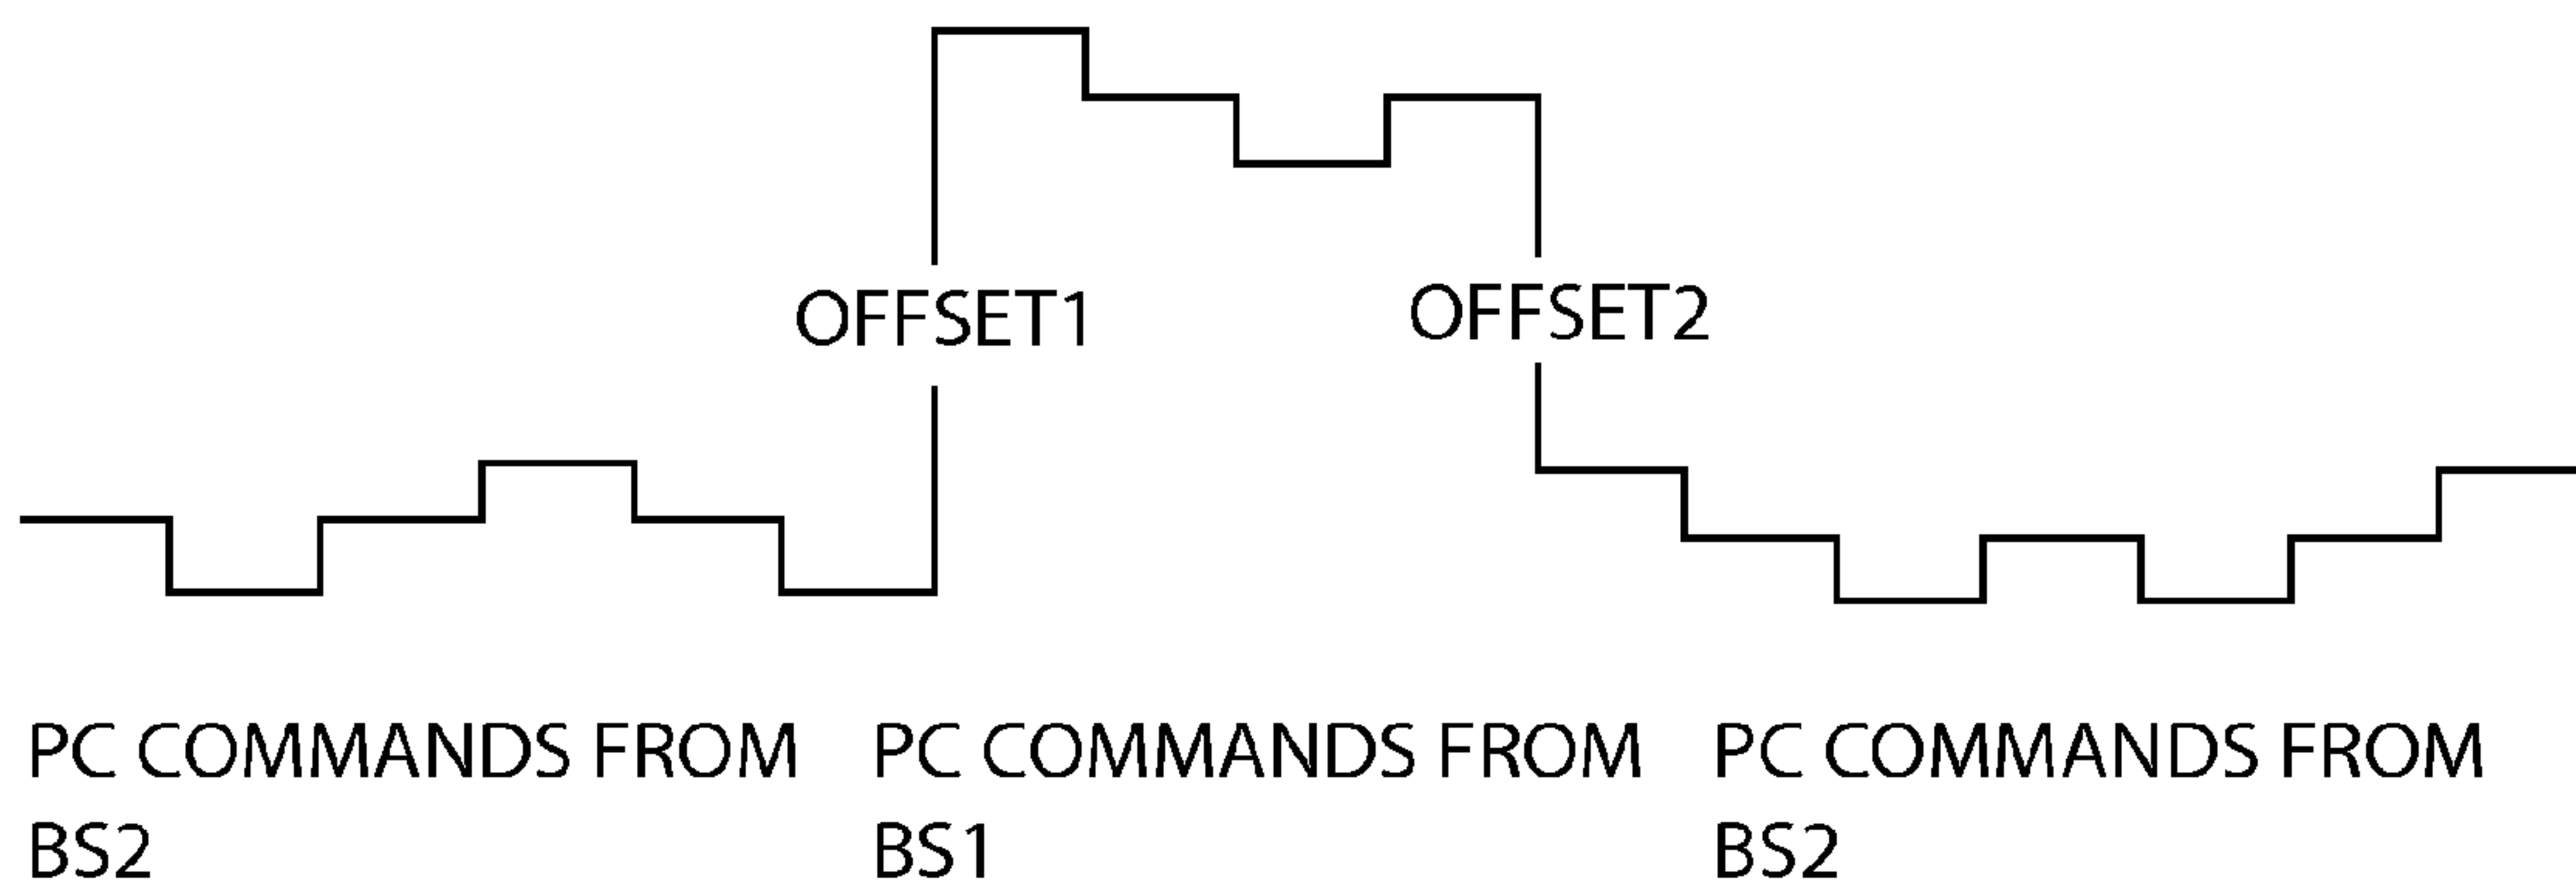 OFFSET1
OFFSET2
PC COMMANDS FROM
BS2
PC COMMANDS FROM
BS1
PC COMMANDS FROM
BS2